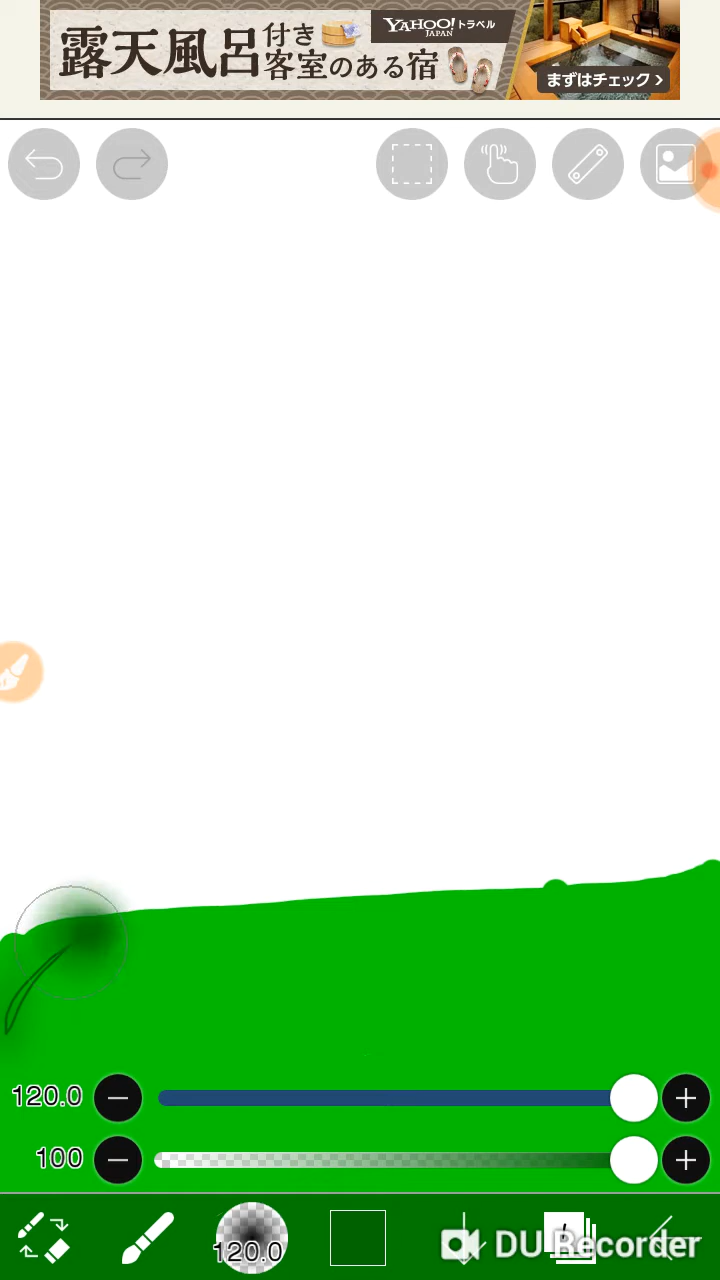 露天風呂付き客室のある宿
YAHOO!トラベル
JAPAN
まずはチェック >
120.0
100
120.0
DU Recorder